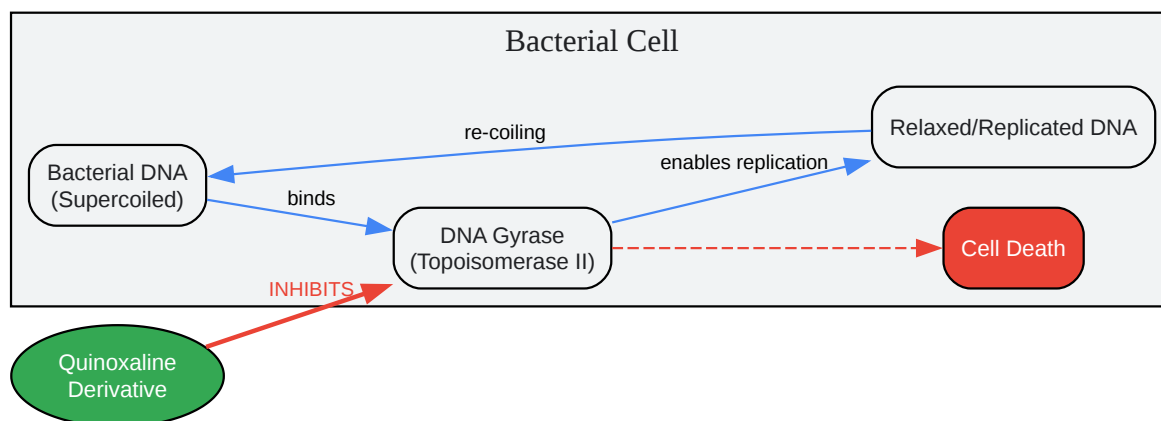 Bacterial Cell
re-coiling
Relaxed/Replicated DNA
enables replication
Bacterial DNA
(Supercoiled)
binds
DNA Gyrase
(Topoisomerase II)
Cell Death
INHIBITS
Quinoxaline
Derivative